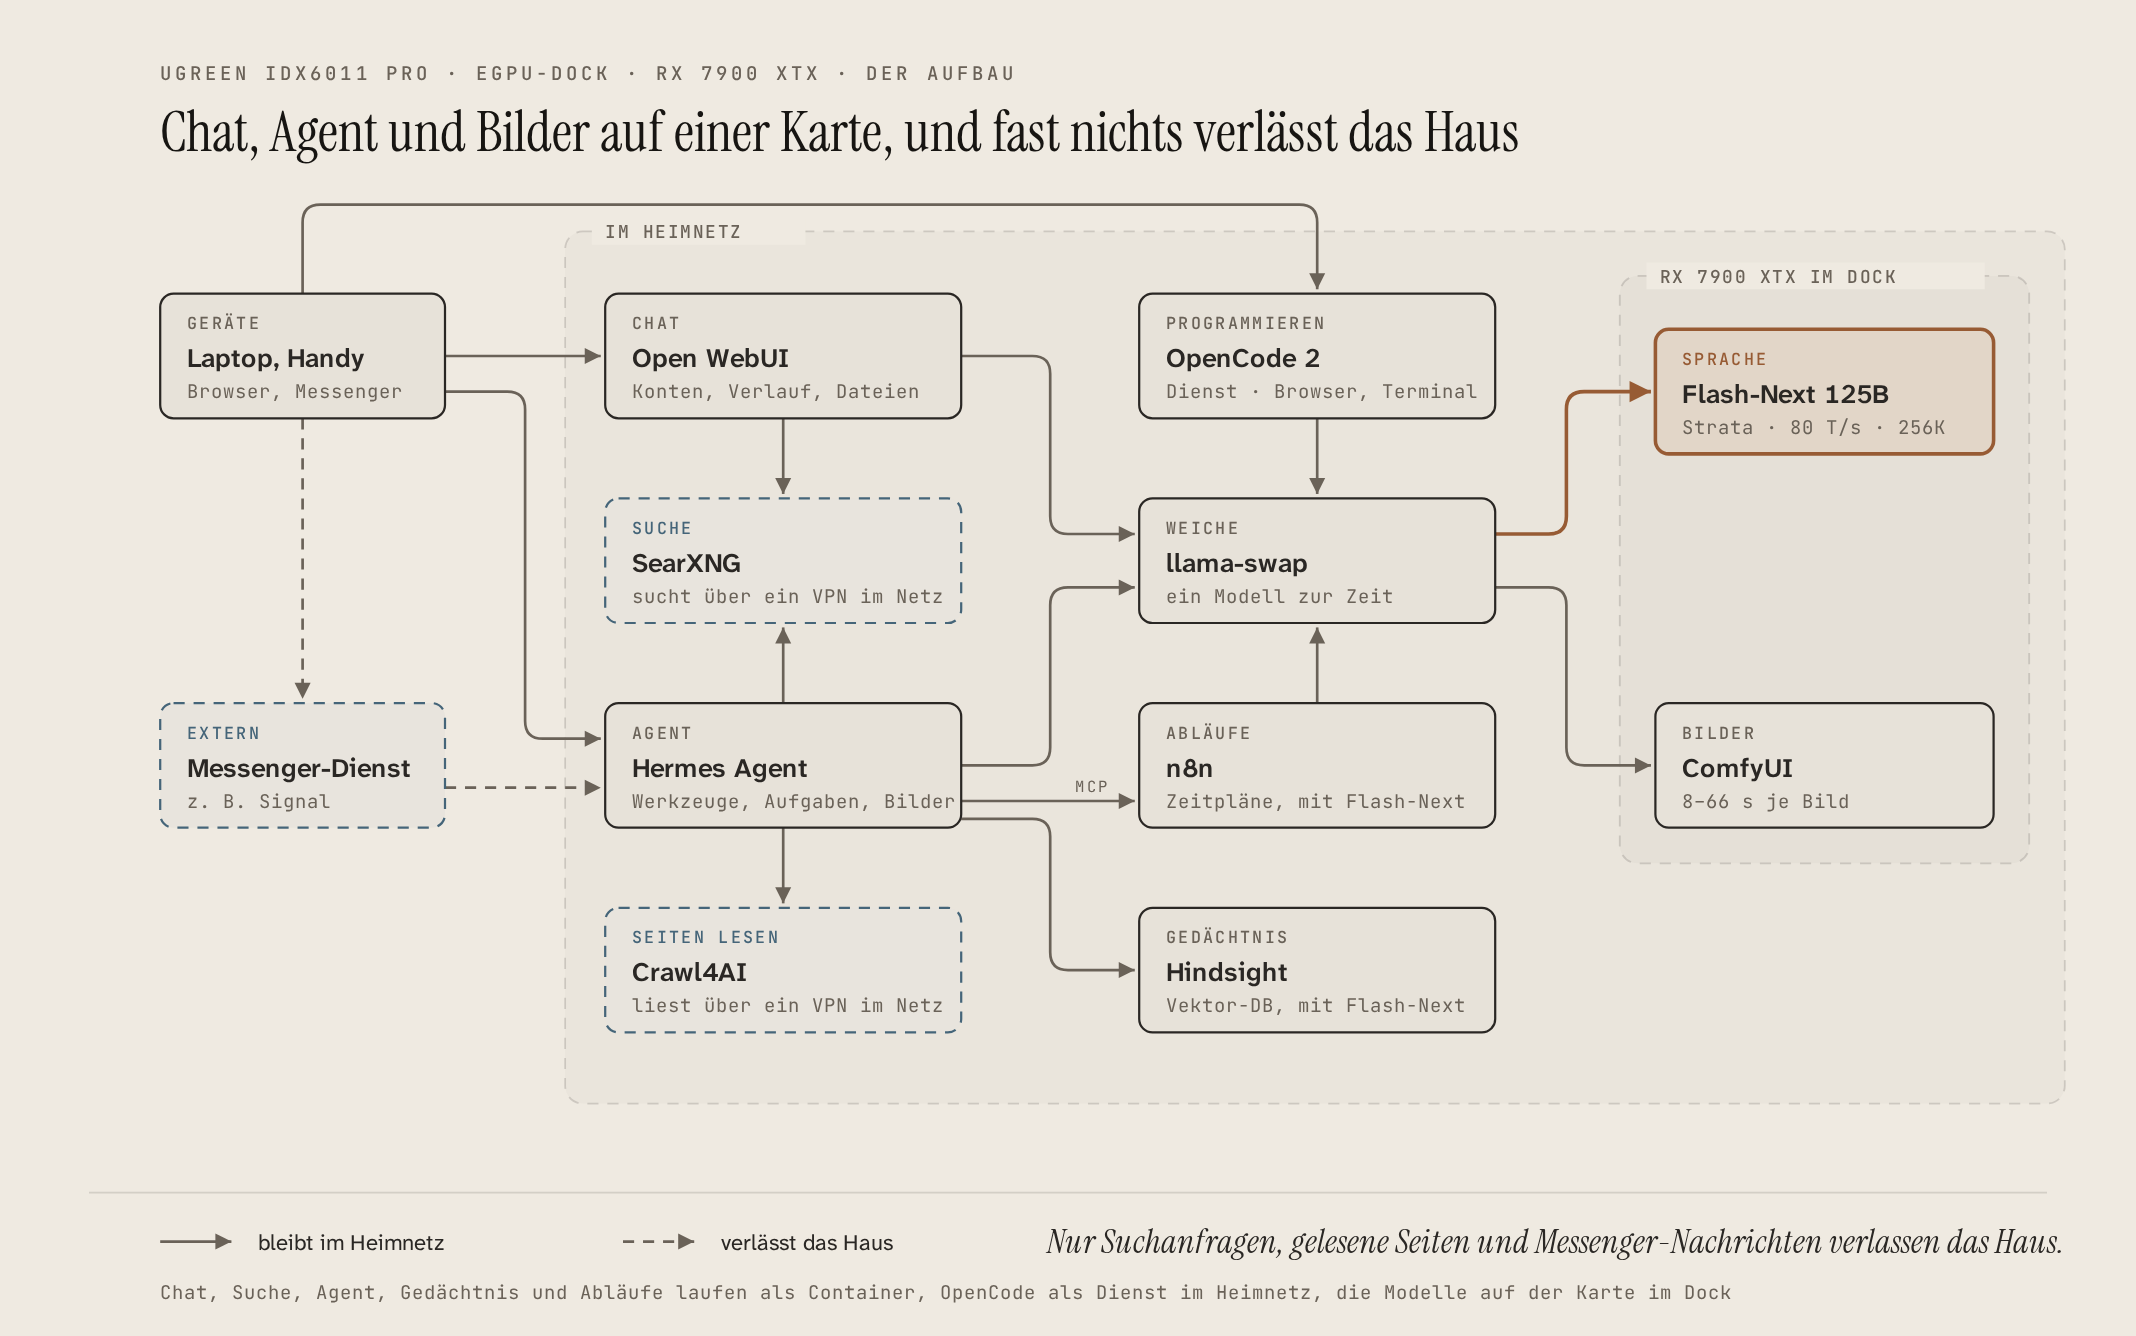 UGREEN IDX6011 PRO · EGPU-DOCK · RX 7900 XTX · DER AUFBAU
Chat, Agent und Bilder auf einer Karte, und fast nichts verlässt das Haus
IM HEIMNETZ
RX 7900 XTX IM DOCK
GERÄTE
Laptop, Handy
Browser, Messenger
CHAT
Open WebUI
Konten, Verlauf, Dateien
PROGRAMMIEREN
OpenCode 2
Dienst · Browser, Terminal
SPRACHE
Flash-Next 125B
Strata · 80 T/s · 256K
SUCHE
SearXNG
sucht über ein VPN im Netz
WEICHE
llama-swap
ein Modell zur Zeit
EXTERN
Messenger-Dienst
z. B. Signal
AGENT
Hermes Agent
Werkzeuge, Aufgaben, Bilder
MCP
ABLÄUFE
n8n
Zeitpläne, mit Flash-Next
BILDER
ComfyUI
8–66 s je Bild
SEITEN LESEN
Crawl4AI
liest über ein VPN im Netz
GEDÄCHTNIS
Hindsight
Vektor-DB, mit Flash-Next
bleibt im Heimnetz
verlässt das Haus
Nur Suchanfragen, gelesene Seiten und Messenger-Nachrichten verlassen das Haus.
Chat, Suche, Agent, Gedächtnis und Abläufe laufen als Container, OpenCode als Dienst im Heimnetz, die Modelle auf der Karte im Dock